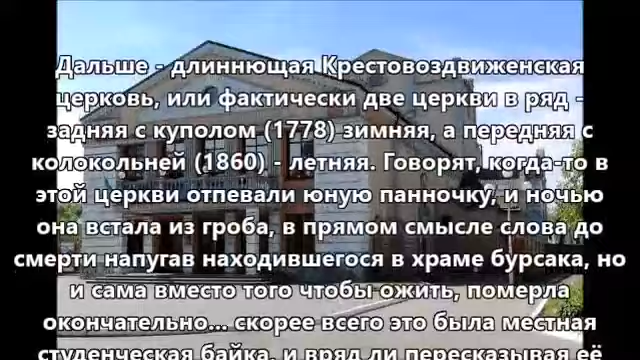 Дальше - длиннющая Крестовоздвиженская
церковь, или фактически две церкви в ряд -
задняя с куполом (1778) зимняя, а передняя с
колокольней (1860) - летняя. Говорят, когда-то в
этой церкви отпевали юную панночку, и ночью
она встала из гроба, в прямом смысле слова до
смерти напугав находившегося в храме бурсака, но
и сама вместо того чтобы ожить, померла
окончательно... скорее всего это была местная
студенческая байка, и вряд ли пересказывая её